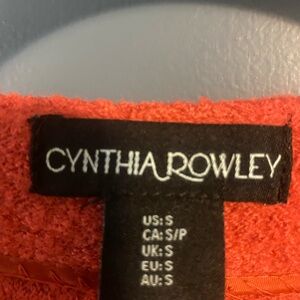 CYNTHIA ROWLEY
US: S
CA: S/P
UK: S
EU: S
AU: S